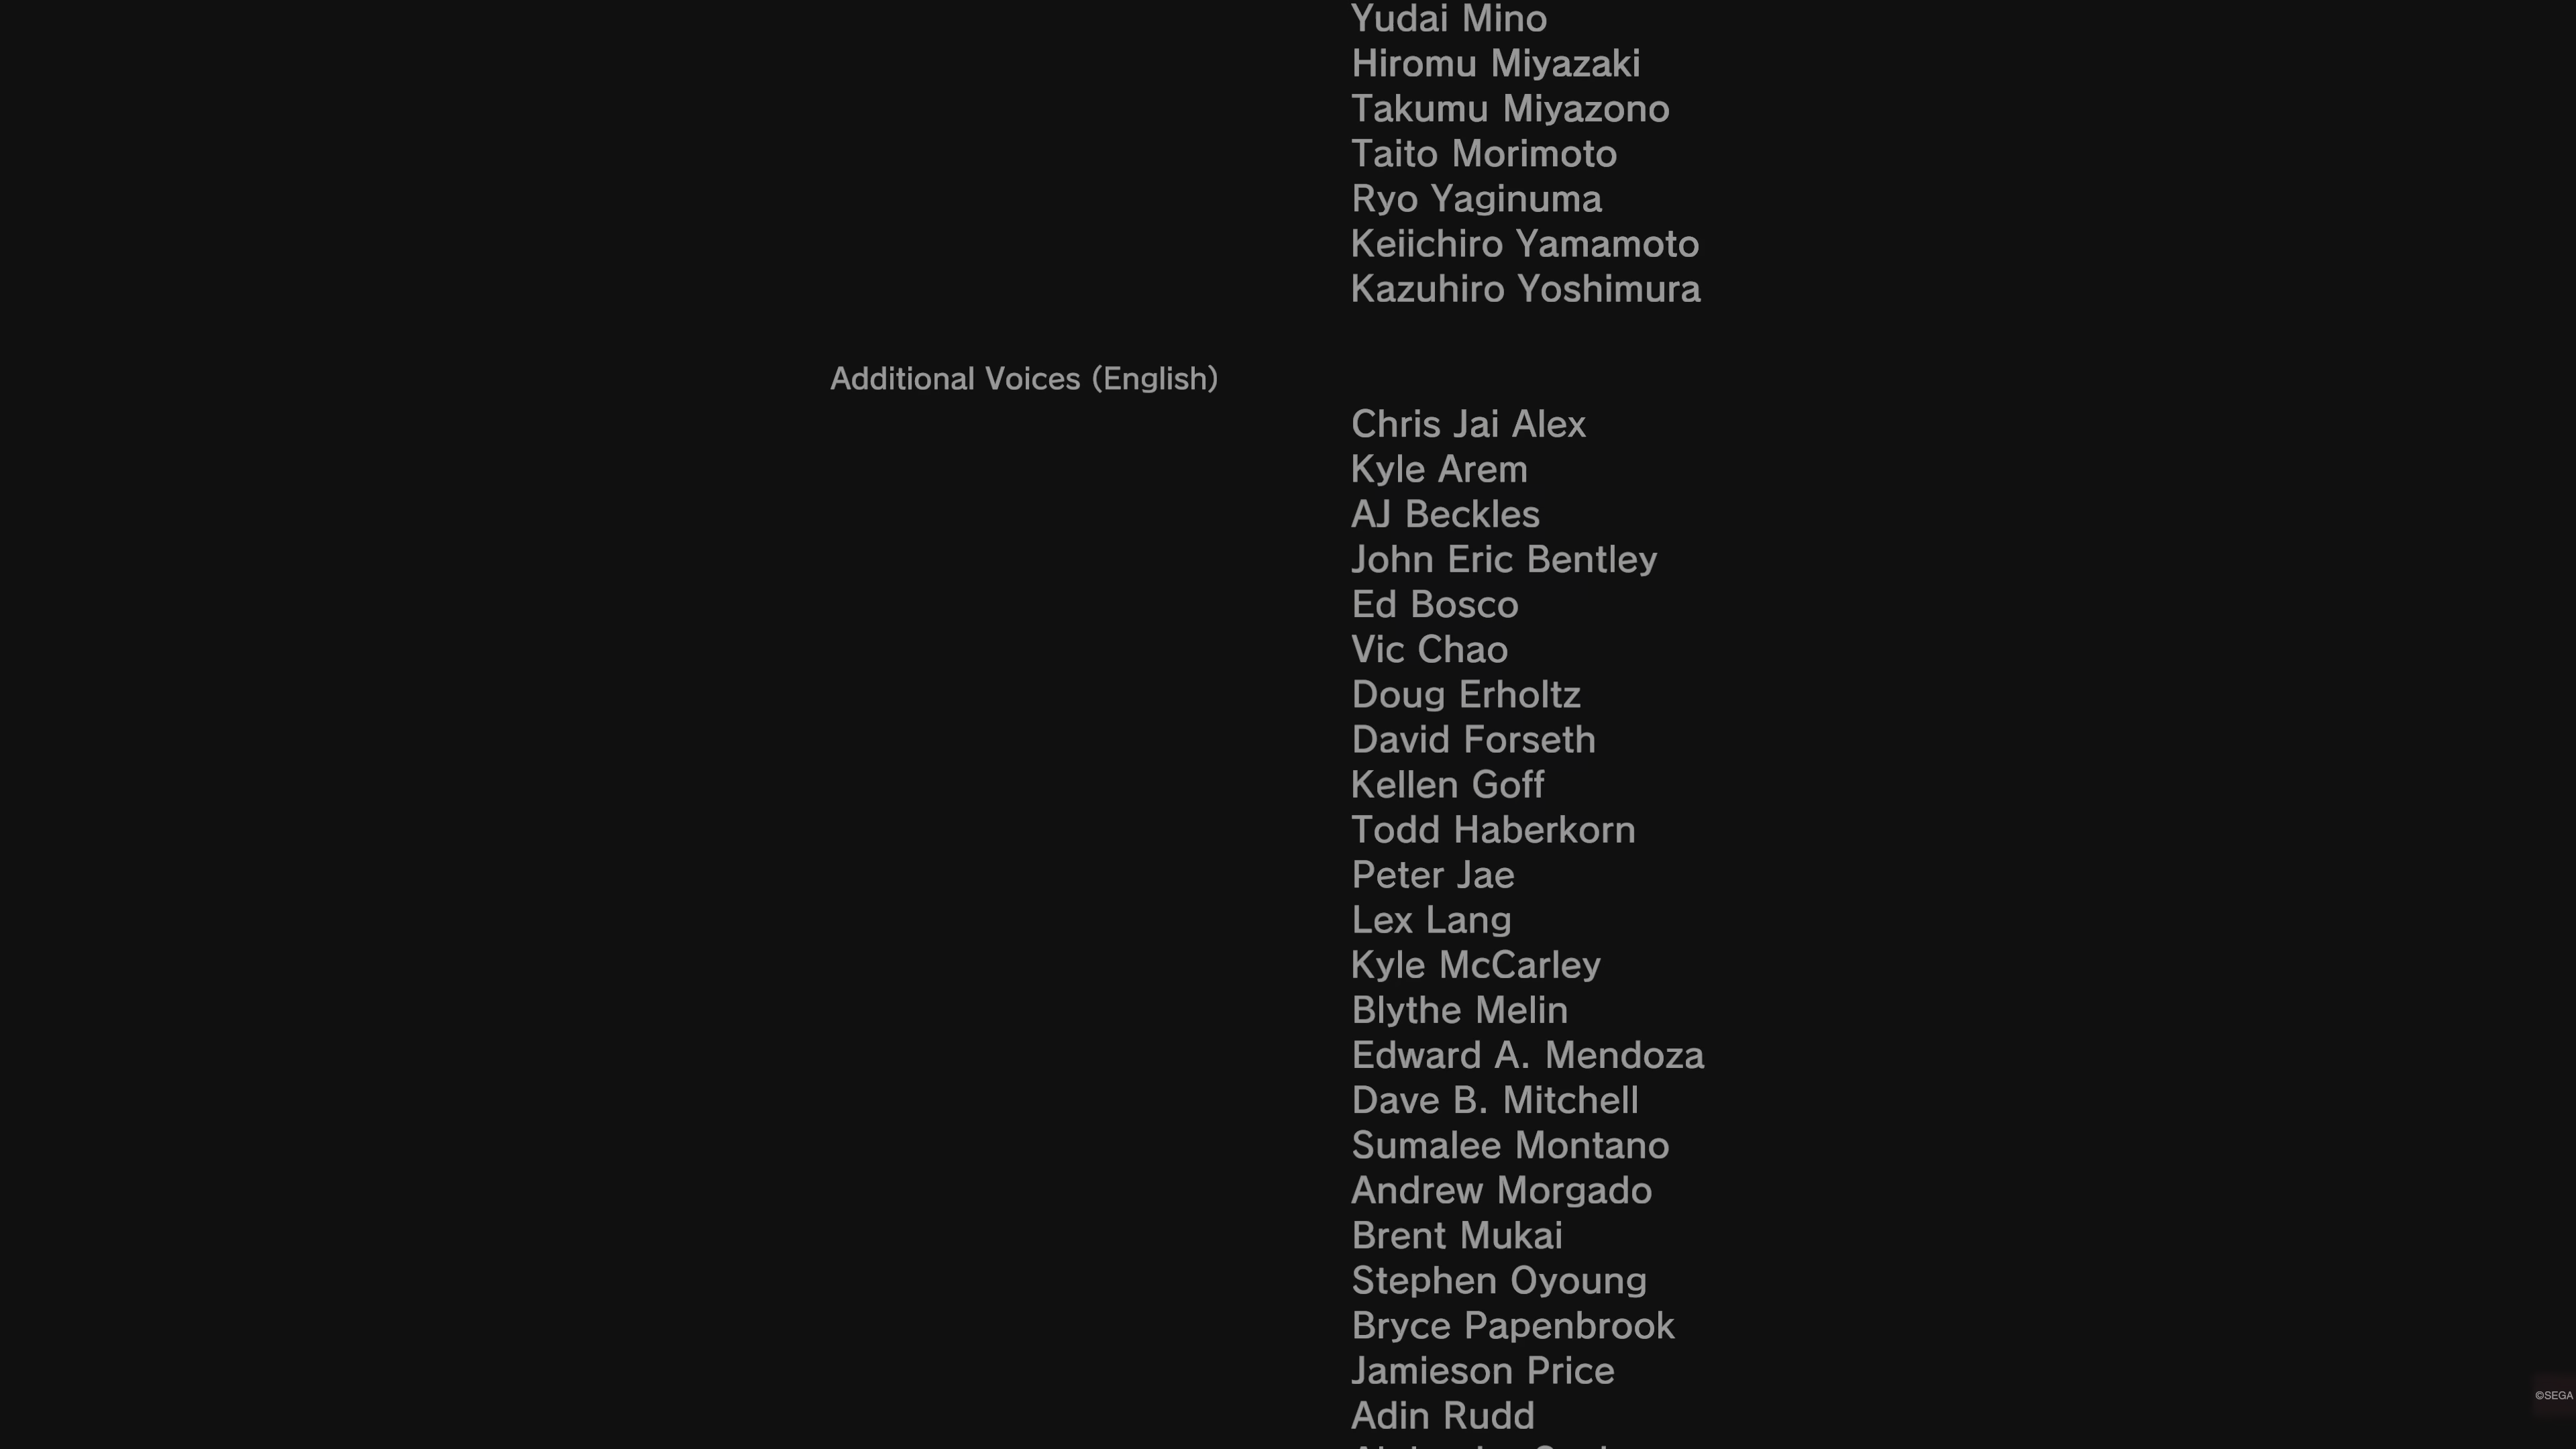 Yudai Mino
Hiromu Miyazaki
Takumu Miyazono
Taito Morimoto
Ryo Yaginuma
Keiichiro Yamamoto
Kazuhiro Yoshimura
Additional Voices (English)
Chris Jai Alex
Kyle Arem
AJ Beckles
John Eric Bentley
Ed Bosco
Vic Chao
Doug Erholtz
David Forseth
Kellen Goff
Todd Haberkorn
Peter Jae
Lex Lang
Kyle McCarley
Blythe Melin
Edward A. Mendoza
Dave B. Mitchell
Sumalee Montano
Andrew Morgado
Brent Mukai
Stephen Oyoung
Bryce Papenbrook
Jamieson Price
©SEGA
Adin Rudd